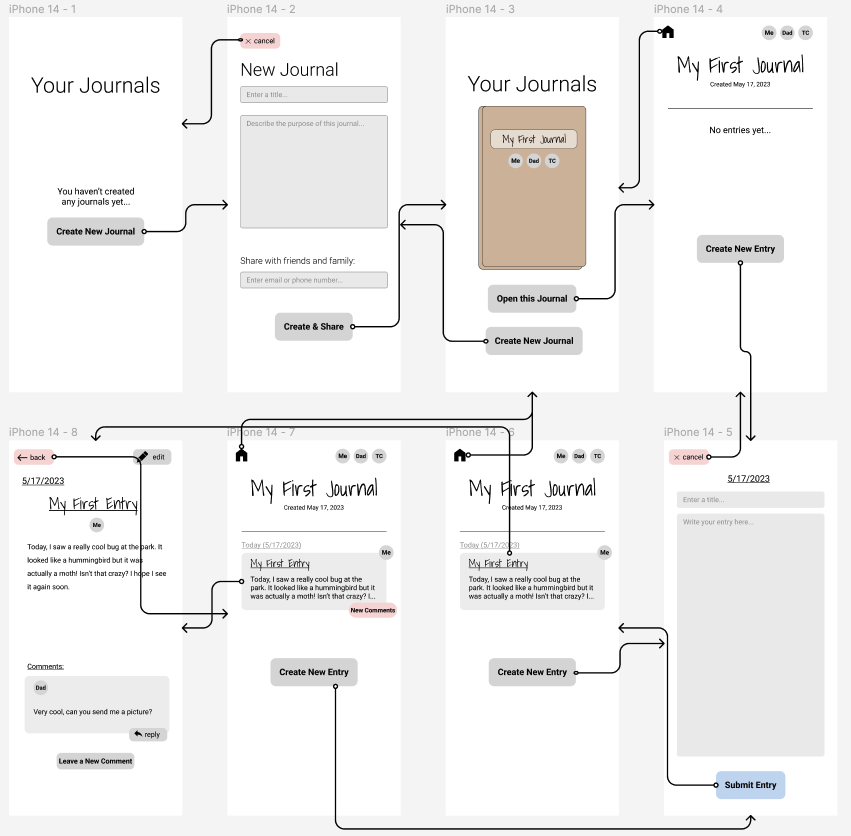 iPhone 14 - 1
Your Journals
You haven't created
any journals yet...
Create New Journal
iPhone 14 - 2
× cancel
New Journal
Enter a title...
Describe the purpose of this journal...
Share with friends and family:
Enter email or phone number...
Create & Share
iPhone 14 - 3
Your Journals
My First Journal
Me Dad TC
Open this Journal
Create New Journal
iPhone 14 - 4
Me Dad TC
My First Journal
Created May 17, 2023
No entries yet...
Create New Entry
iPhone 14 - 8
← back
edit
5/17/2023
My First Entry
Me
Today, I saw a really cool bug at the park. It
looked like a hummingbird but it was
actually a moth! Isn't that crazy? I hope I see
it again soon.
Comments:
Dad
Very cool, can you send me a picture?
reply
Leave a New Comment
iPhone 14 - 7
Me Dad TC
My First Journal
Created May 17, 2023
Today (5/17/2023)
Me
My First Entry
Today, I saw a really cool bug at the
park. It looked like a hummingbird but it
was actually a moth! Isn't that crazy? I...
New Comments
Create New Entry
iPhone 14 - 6
Me Dad TC
My First Journal
Created May 17, 2023
Today (5/17/2023)
Me
My First Entry
Today, I saw a really cool bug at the
park. It looked like a hummingbird but it
was actually a moth! Isn't that crazy? I...
Create New Entry
iPhone 14 - 5
× cancel
5/17/2023
Enter a title...
Write your entry here...
Submit Entry